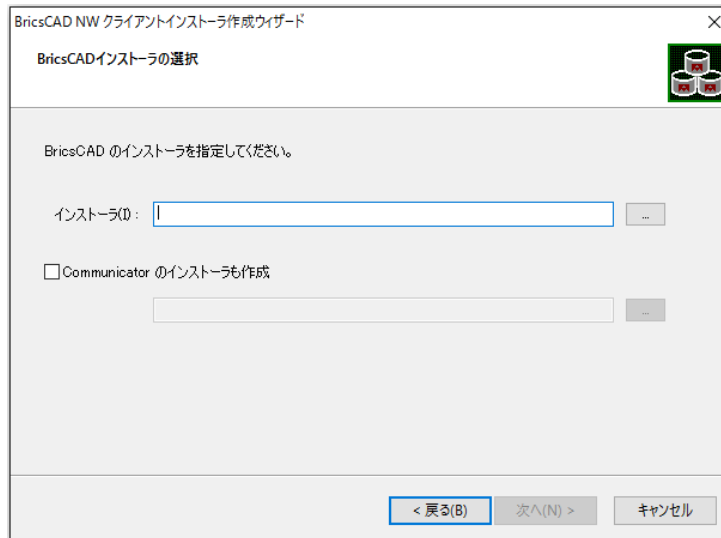 BricsCAD NW クライアントインストーラ作成ウィザード
BricsCADインストーラの選択
BricsCAD のインストーラを指定してください。
インストーラ(I) :
...
Communicator のインストーラも作成
...
< 戻る(B)
次へ(N) >
キャンセル